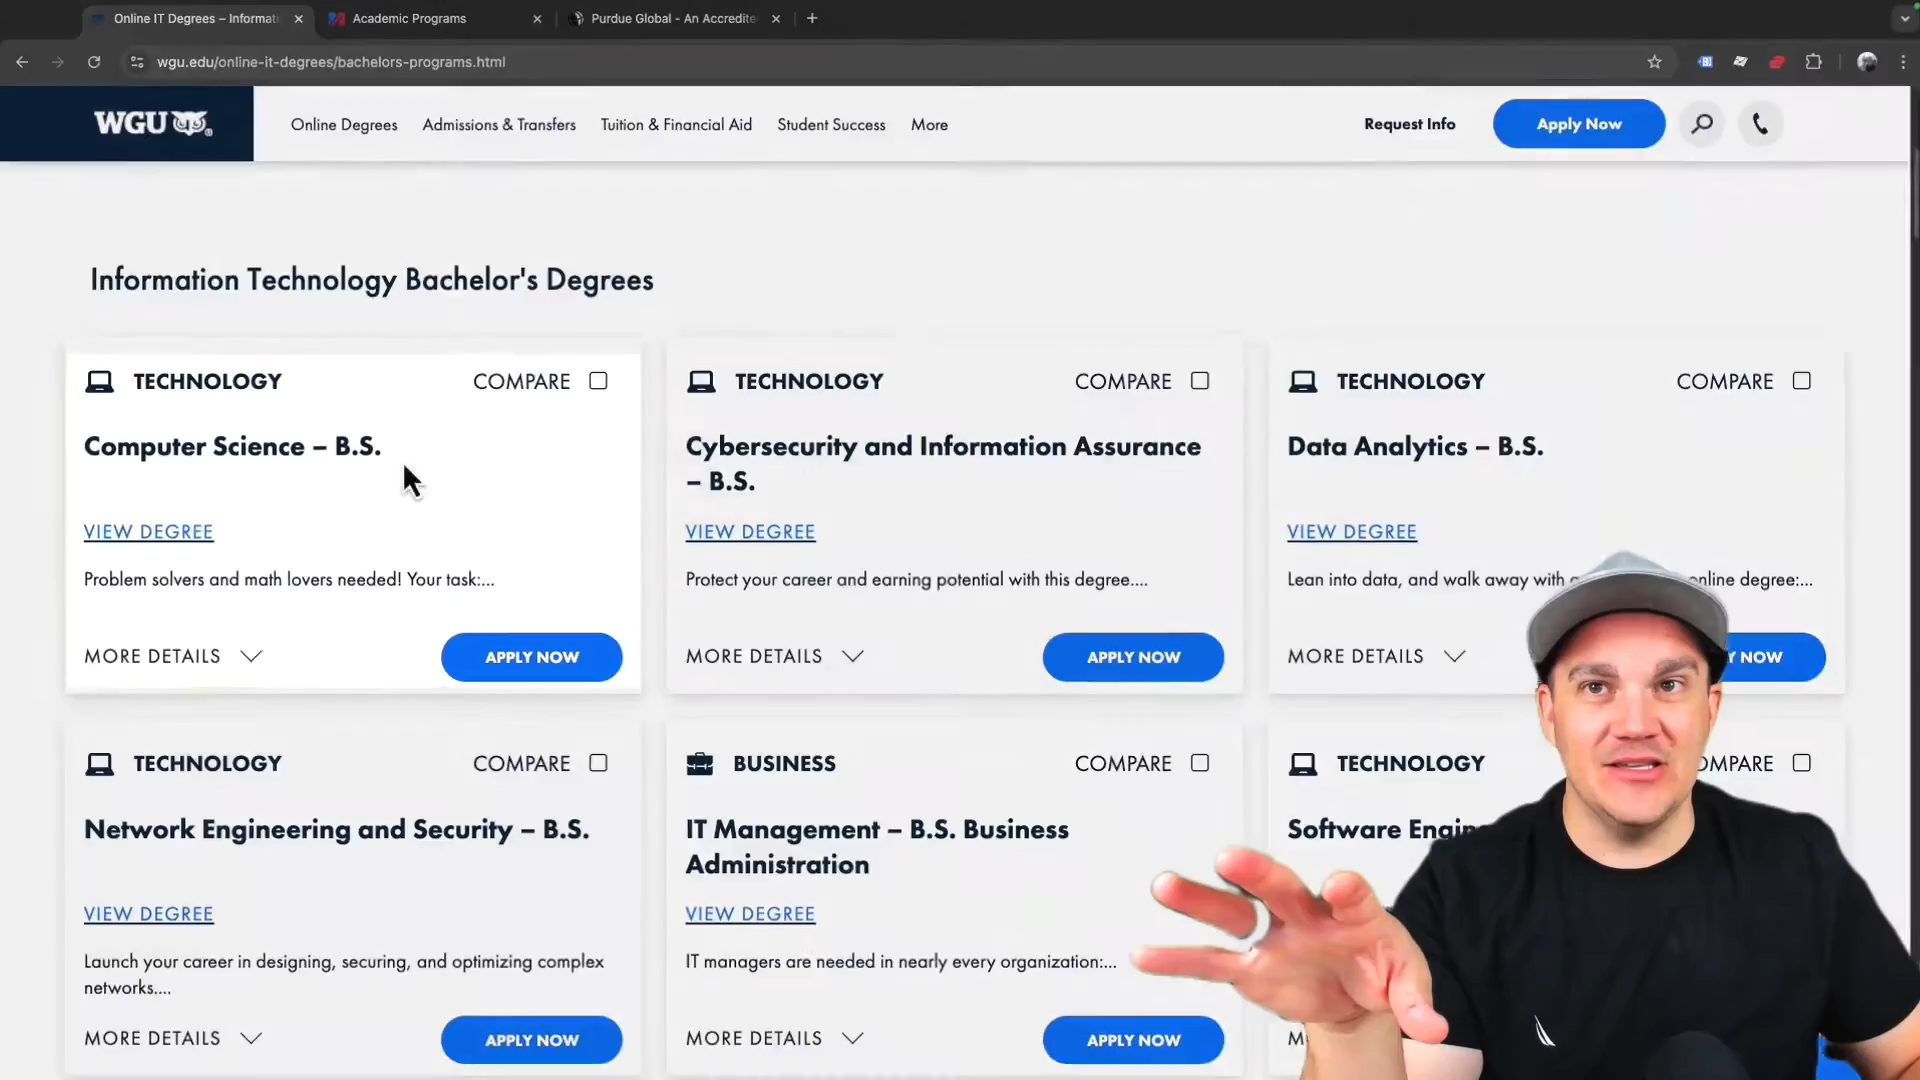 Online IT Degrees – Informati
Academic Programs
Purdue Global - An Accredite
wgu.edu/online-it-degrees/bachelors-programs.html
WGU
Online Degrees
Admissions & Transfers
Tuition & Financial Aid
Student Success
More
Request Info
Apply Now
Information Technology Bachelor's Degrees
TECHNOLOGY
COMPARE
Computer Science – B.S.
VIEW DEGREE
Problem solvers and math lovers needed! Your task:...
MORE DETAILS
APPLY NOW
TECHNOLOGY
COMPARE
Cybersecurity and Information Assurance
– B.S.
VIEW DEGREE
Protect your career and earning potential with this degree....
MORE DETAILS
APPLY NOW
TECHNOLOGY
COMPARE
Data Analytics – B.S.
VIEW DEGREE
Lean into data, and walk away with online degree:...
MORE DETAILS
NOW
TECHNOLOGY
COMPARE
Network Engineering and Security – B.S.
VIEW DEGREE
Launch your career in designing, securing, and optimizing complex
networks....
MORE DETAILS
APPLY NOW
BUSINESS
COMPARE
IT Management – B.S. Business
Administration
VIEW DEGREE
IT managers are needed in nearly every organization:...
MORE DETAILS
APPLY NOW
TECHNOLOGY
OMPARE
Software Engin
VIEW DEGREE